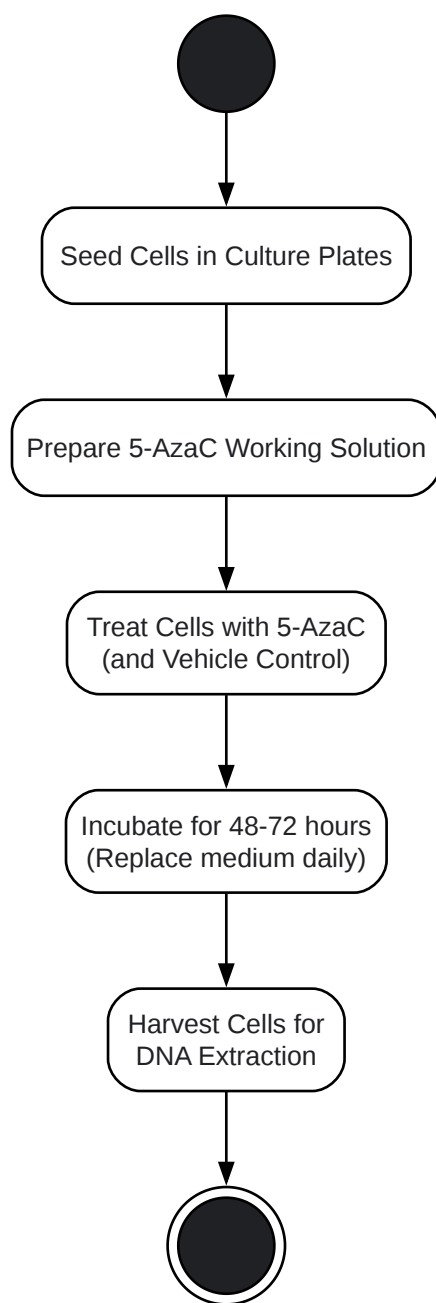 Seed Cells in Culture Plates
Prepare 5-AzaC Working Solution
Treat Cells with 5-AzaC
(and Vehicle Control)
Incubate for 48-72 hours
(Replace medium daily)
Harvest Cells for
DNA Extraction